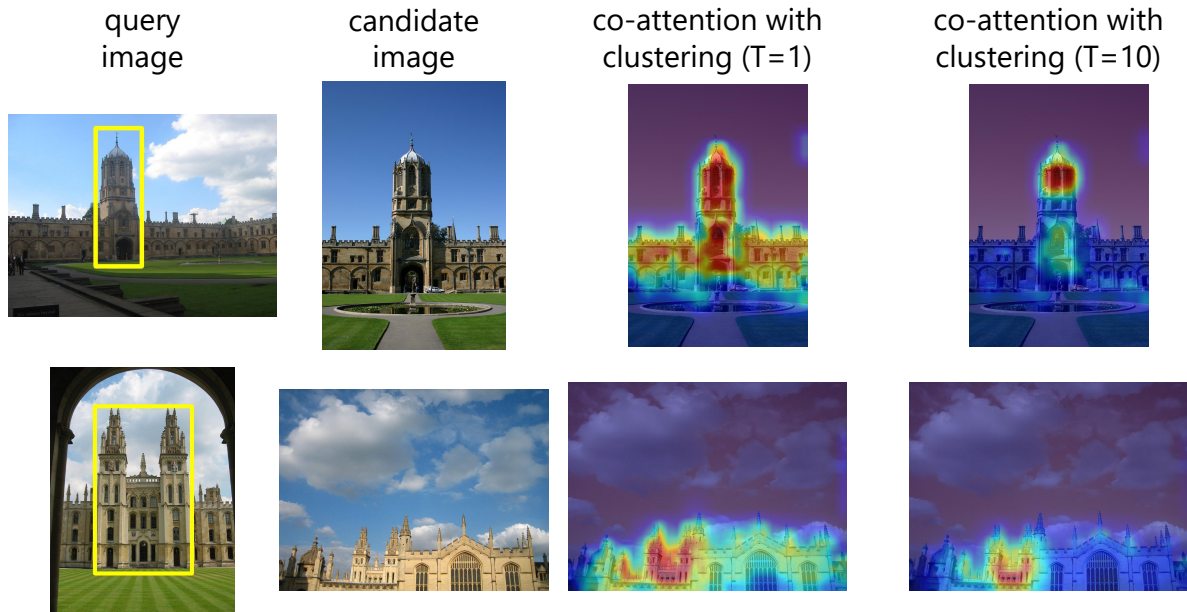 query
image
candidate
image
co-attention with
clustering (T=1)
co-attention with
clustering (T=10)